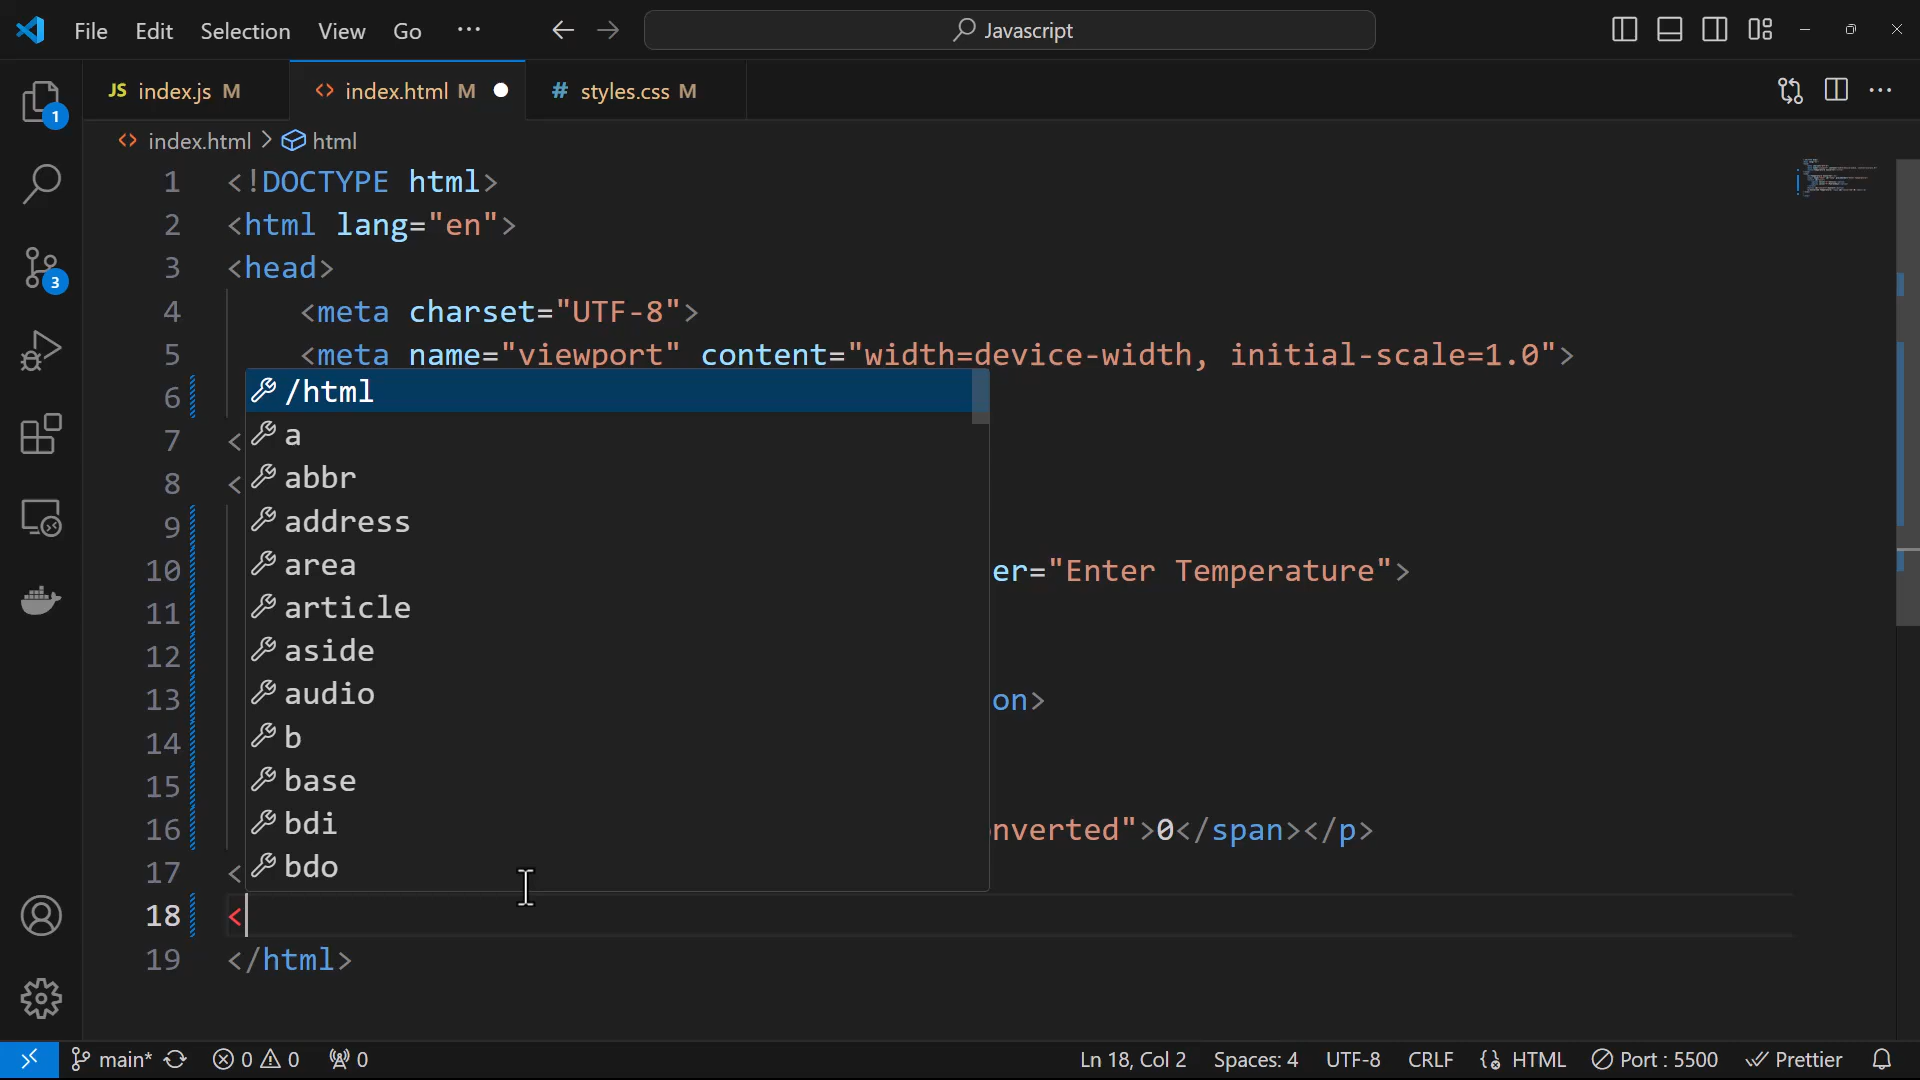 File Edit Selection View Go ··· Javascript
JS index.js M <> index.html M # styles.css M
<> index.html > html
1 <!DOCTYPE html>
2 <html lang="en">
3 <head>
4 <meta charset="UTF-8">
5 <meta name="viewport" content="width=device-width, initial-scale=1.0">
6 /html
7 < a
8 < abbr
9 address
10 area er="Enter Temperature">
11 article
12 aside
13 audio on>
14 b
15 base
16 bdi nverted">0</span></p>
17 < bdo
18 <
19 </html>
1
3
main* 0 0 0 Ln 18, Col 2 Spaces: 4 UTF-8 CRLF HTML Port : 5500 Prettier